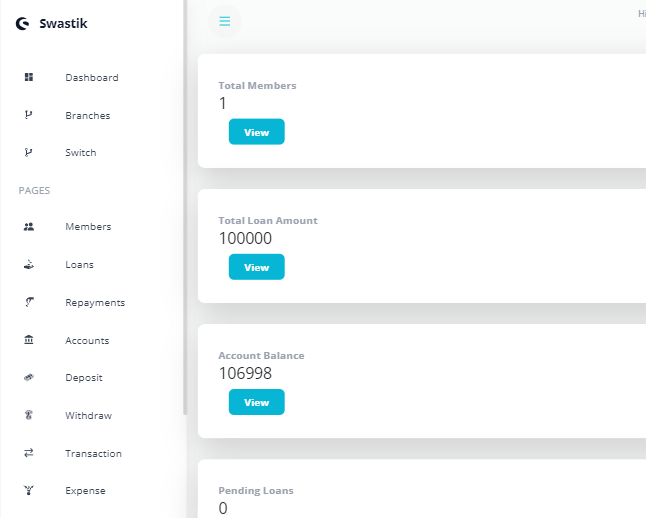 Swastik
Dashboard
Branches
Switch
PAGES
Members
Loans
Repayments
Accounts
Deposit
Withdraw
Transaction
Expense
Hi
Total Members
1
View
Total Loan Amount
100000
View
Account Balance
106998
View
Pending Loans
0